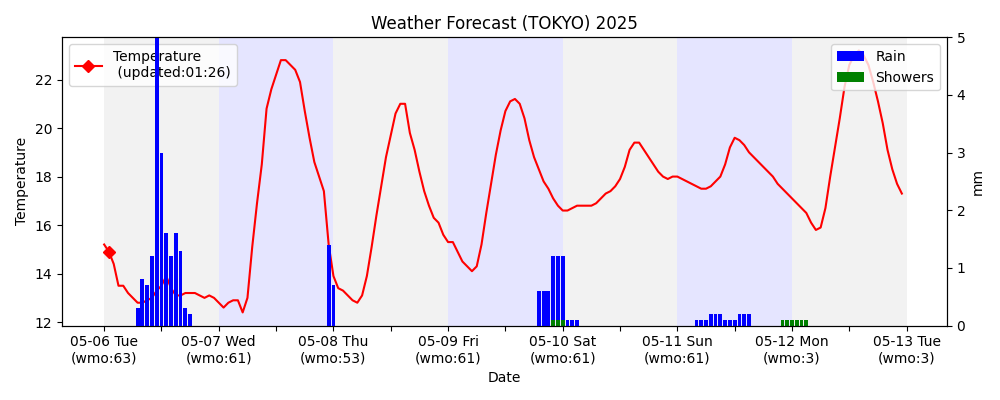 Weather Forecast (TOKYO) 2025
Temperature
(updated:01:26)
Rain
Showers
22
20
18
16
14
12
Temperature
5
4
3
2
1
0
mm
05-06 Tue
(wmo:63)
05-07 Wed
(wmo:61)
05-08 Thu
(wmo:53)
05-09 Fri
(wmo:61)
05-10 Sat
(wmo:61)
05-11 Sun
(wmo:61)
05-12 Mon
(wmo:3)
05-13 Tue
(wmo:3)
Date